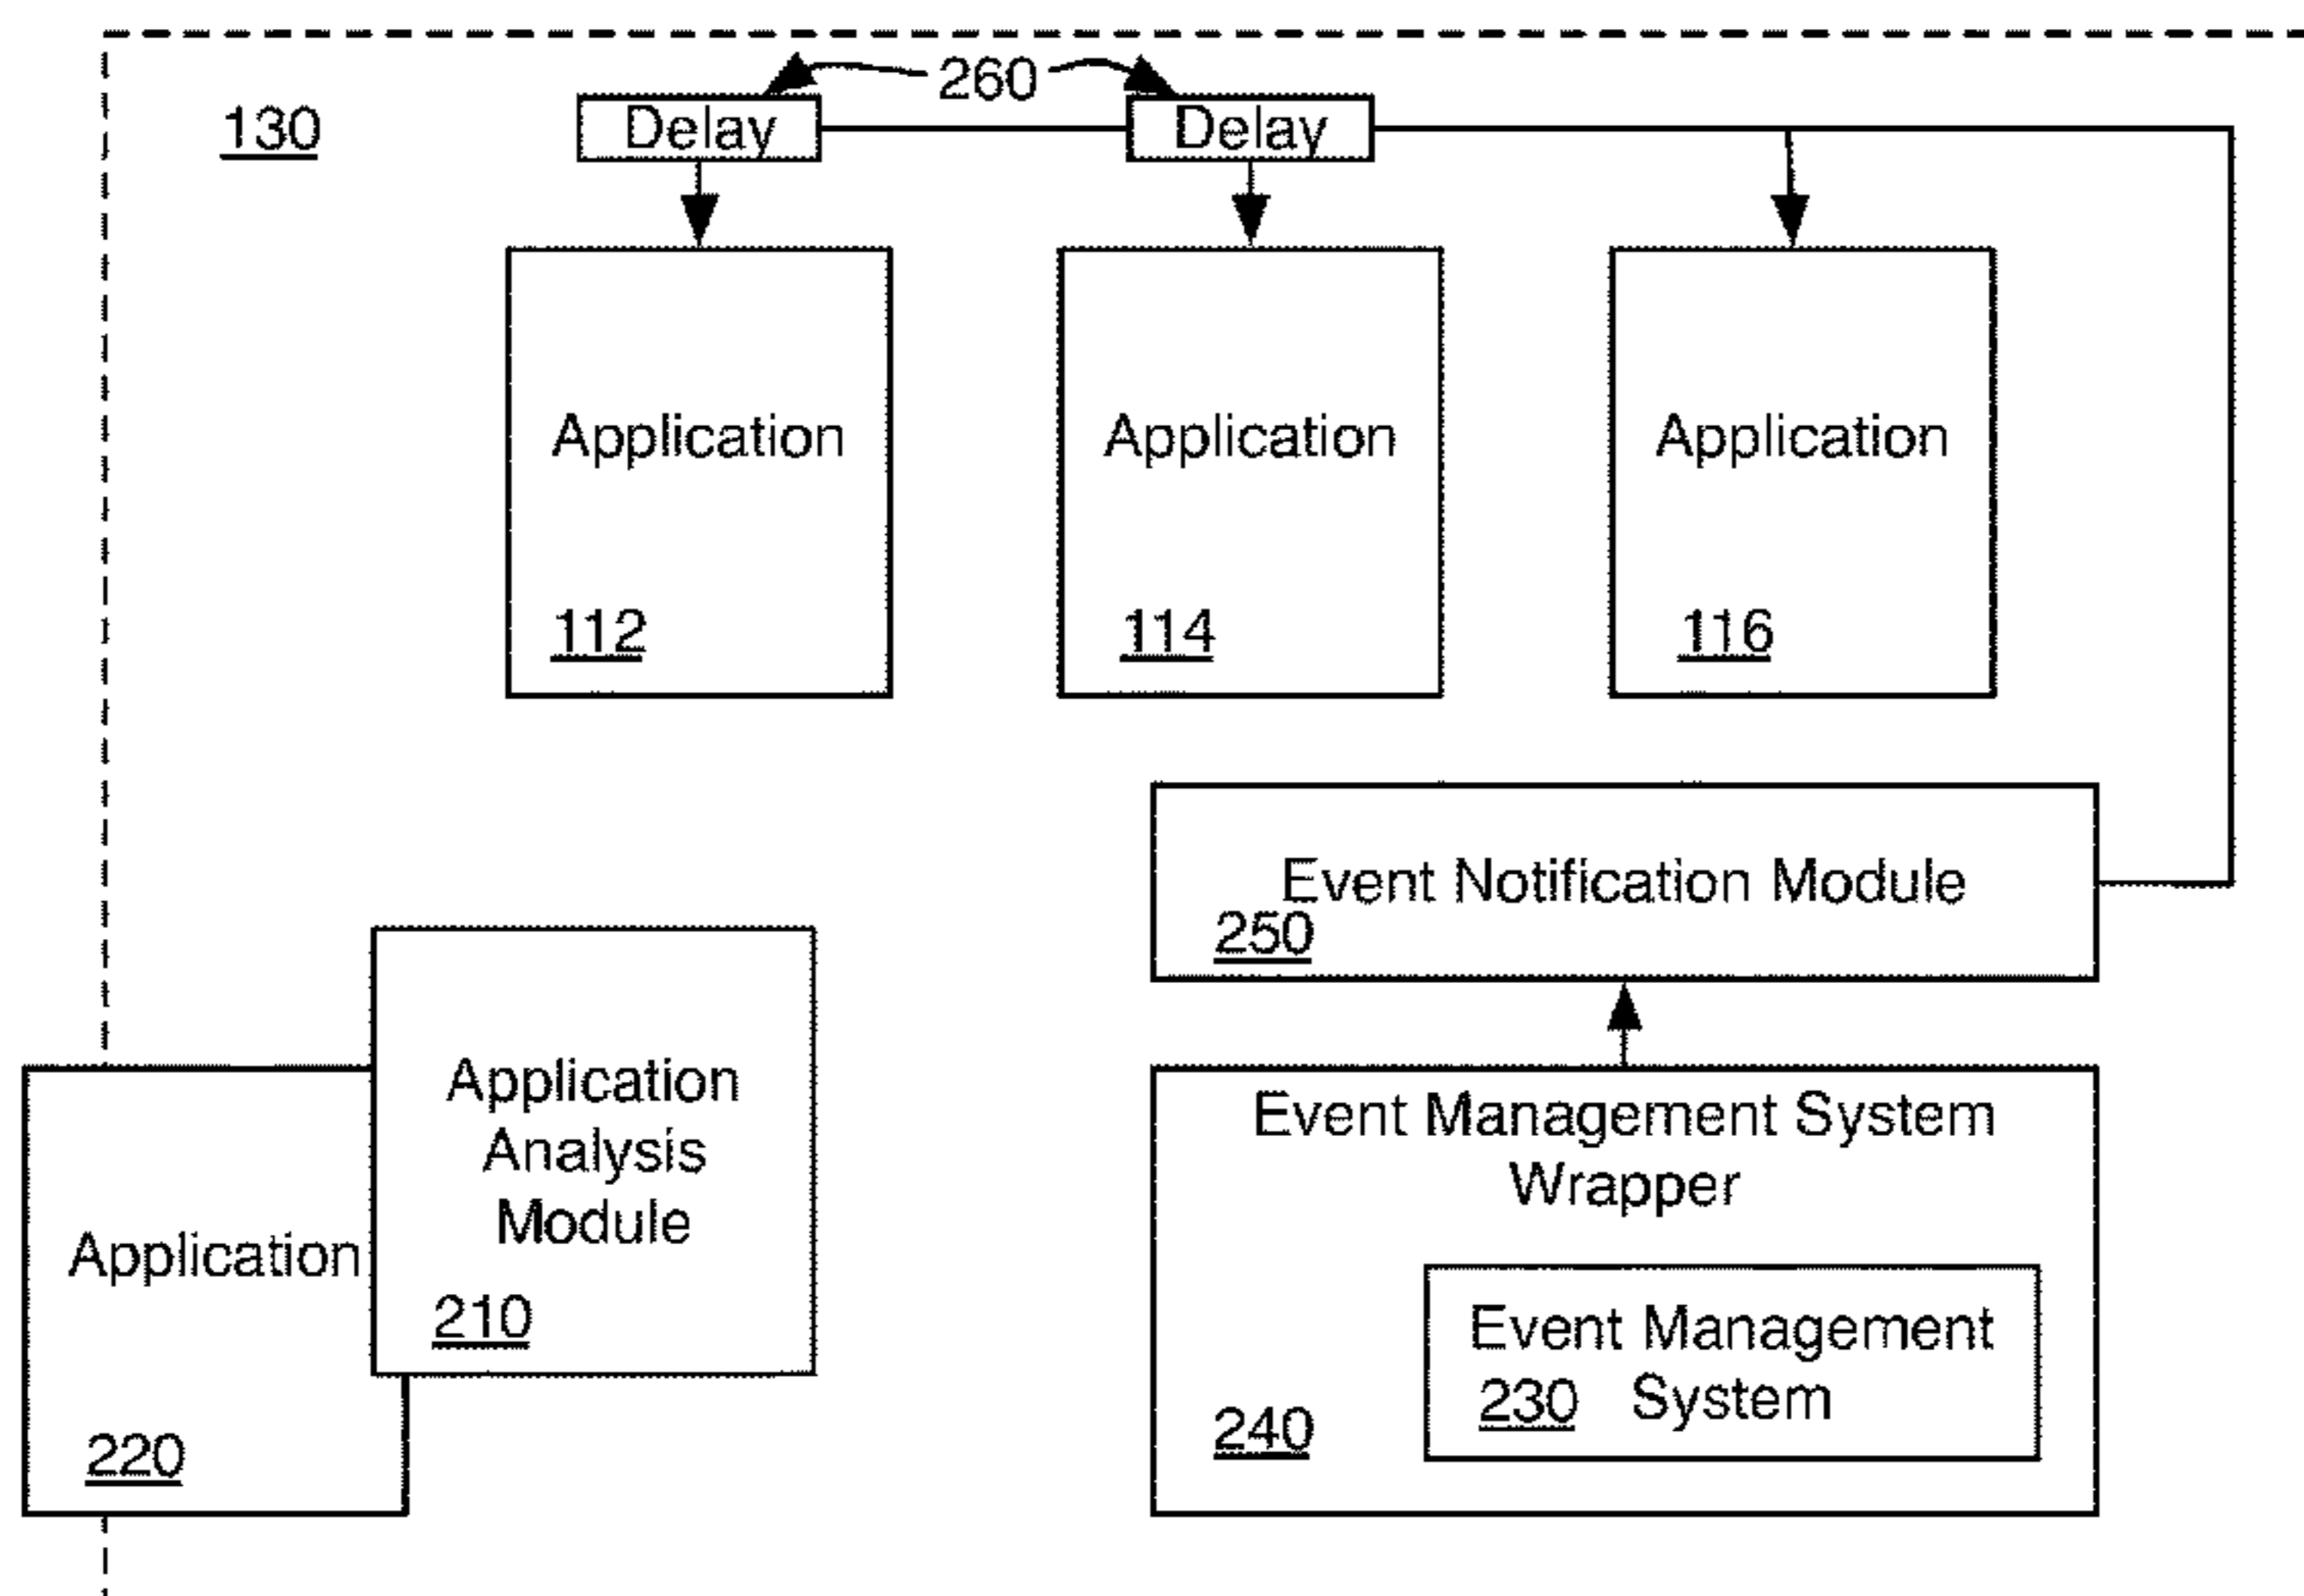 260
130
Delay
Delay
Application
Application
Application
112
114
116
Event Notification Module
250
Application
Analysis
Module
210
Application
220
Event Management System
Wrapper
Event Management
230 System
240